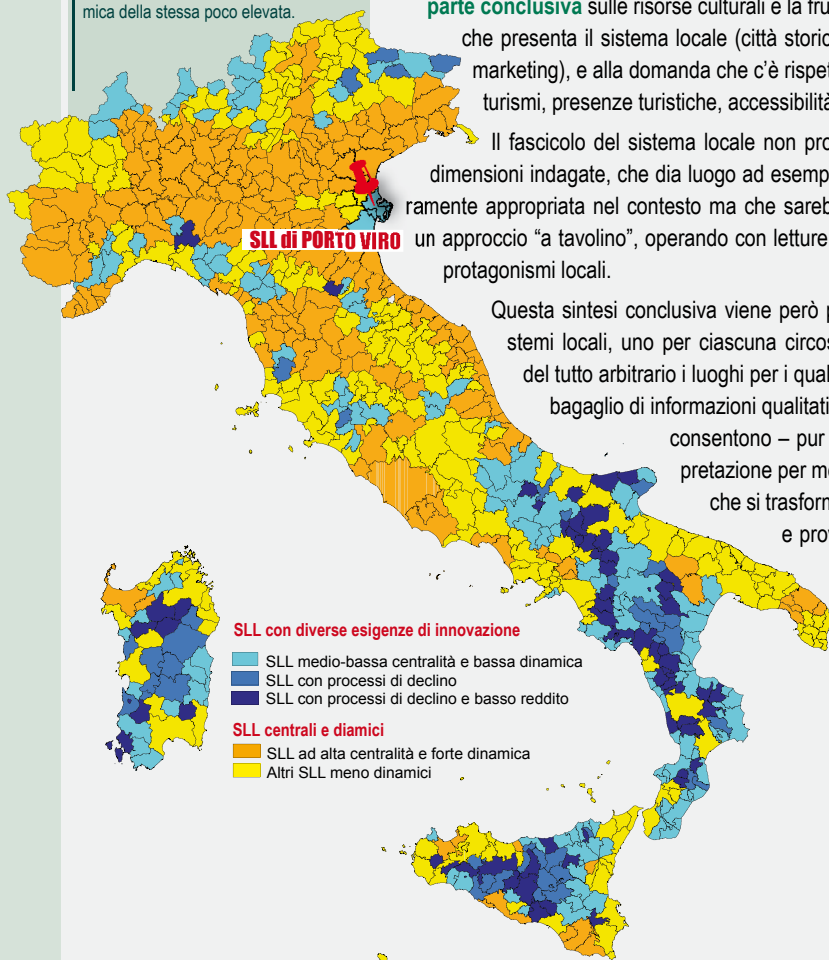 mica della stessa poco elevata.
parte conclusiva sulle risorse culturali e la fru
che presenta il sistema locale (città storic
marketing), e alla domanda che c'è rispet
turismi, presenze turistiche, accessibilità
Il fascicolo del sistema locale non pro
dimensioni indagate, che dia luogo ad esemp
ramente appropriata nel contesto ma che sareb
un approccio “a tavolino”, operando con letture
protagonismi locali.
Questa sintesi conclusiva viene però p
stemi locali, uno per ciascuna circos
del tutto arbitrario i luoghi per i qual
bagaglio di informazioni qualitati
consentono – pur
pretazione per me
che si trasform
e prov
SLL di PORTO VIRO
SLL con diverse esigenze di innovazione
SLL medio-bassa centralità e bassa dinamica
SLL con processi di declino
SLL con processi di declino e basso reddito
SLL centrali e diamici
SLL ad alta centralità e forte dinamica
Altri SLL meno dinamici